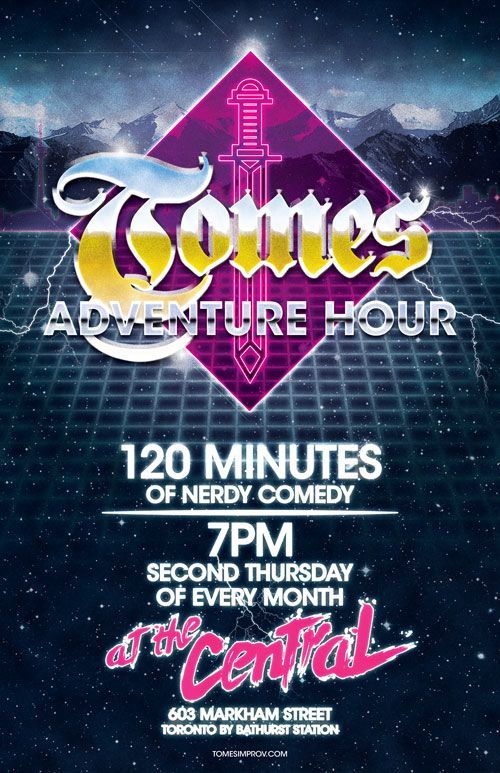 Tomes
ADVENTURE HOUR
120 MINUTES
OF NERDY COMEDY
7PM
SECOND THURSDAY
OF EVERY MONTH
at the
Central
603 MARKHAM STREET
TORONTO BY BATHURST STATION
TOMESIMPROV.COM